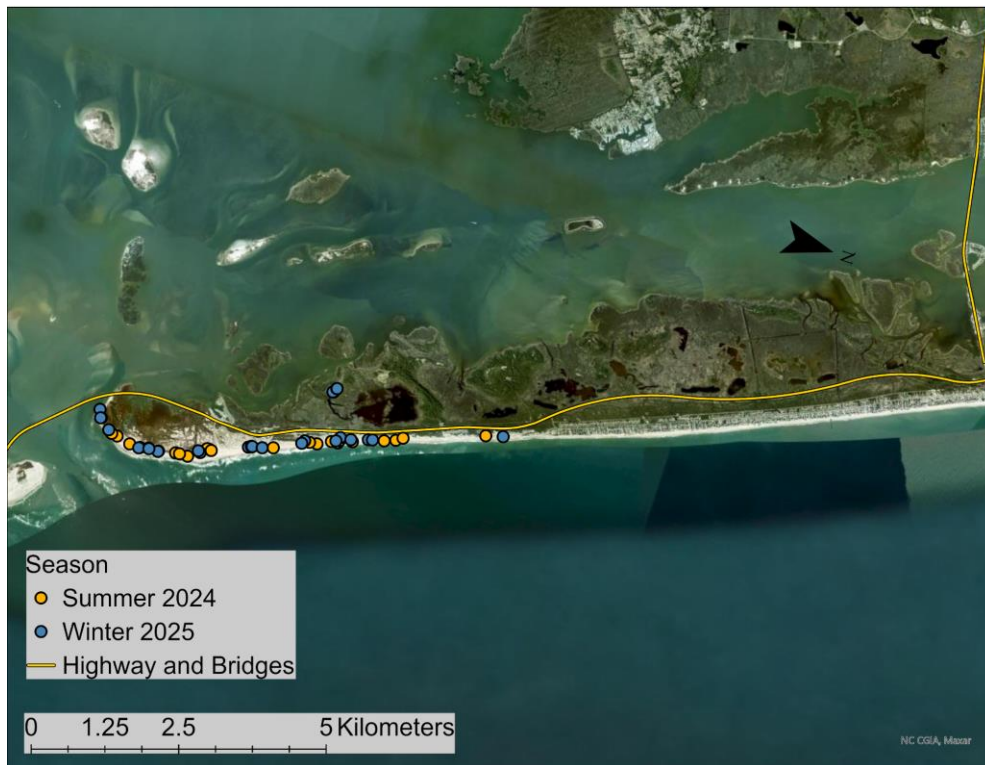 N
Season
Summer 2024
Winter 2025
Highway and Bridges
0 1.25 2.5 5 Kilometers
NC CGIA, Maxar